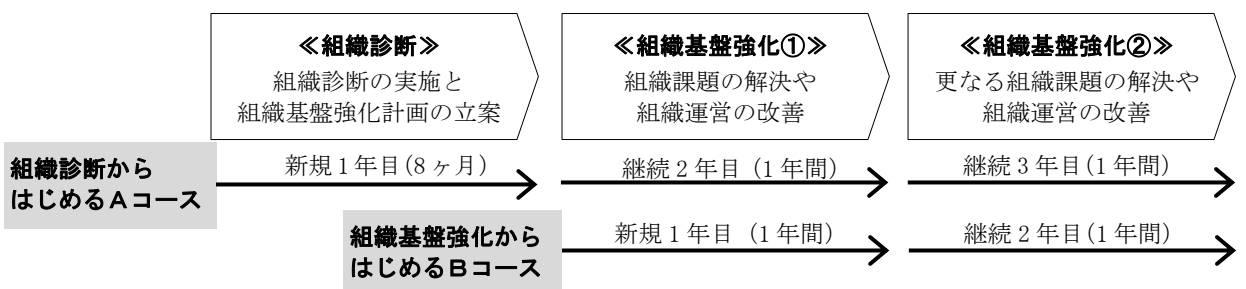 ≪組織診断≫
組織診断の実施と
組織基盤強化計画の立案
≪組織基盤強化①≫
組織課題の解決や
組織運営の改善
≪組織基盤強化②≫
更なる組織課題の解決や
組織運営の改善
組織診断から
はじめるAコース
新規1年目(8ヶ月)
継続2年目(1年間)
継続3年目(1年間)
組織基盤強化から
はじめるBコース
新規1年目(1年間)
継続2年目(1年間)